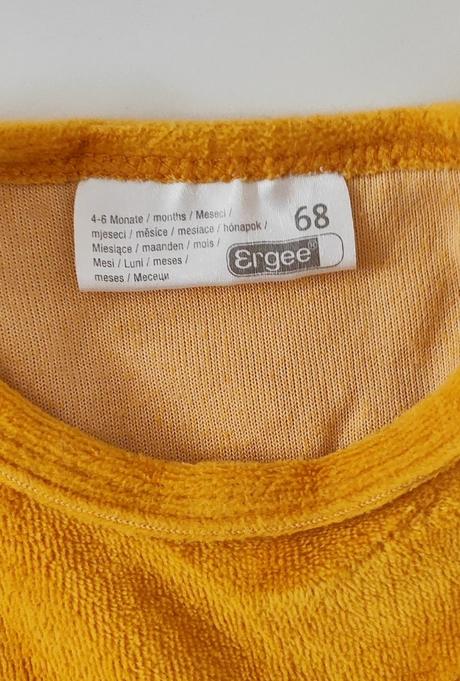 4-6 Monate / months / Meseci /
mjeseci / měsíce / mesiace / hónapok /
Miesiące / maanden / mois /
Mesi / Luni / meses /
meses / Месеци
68
Ergee®